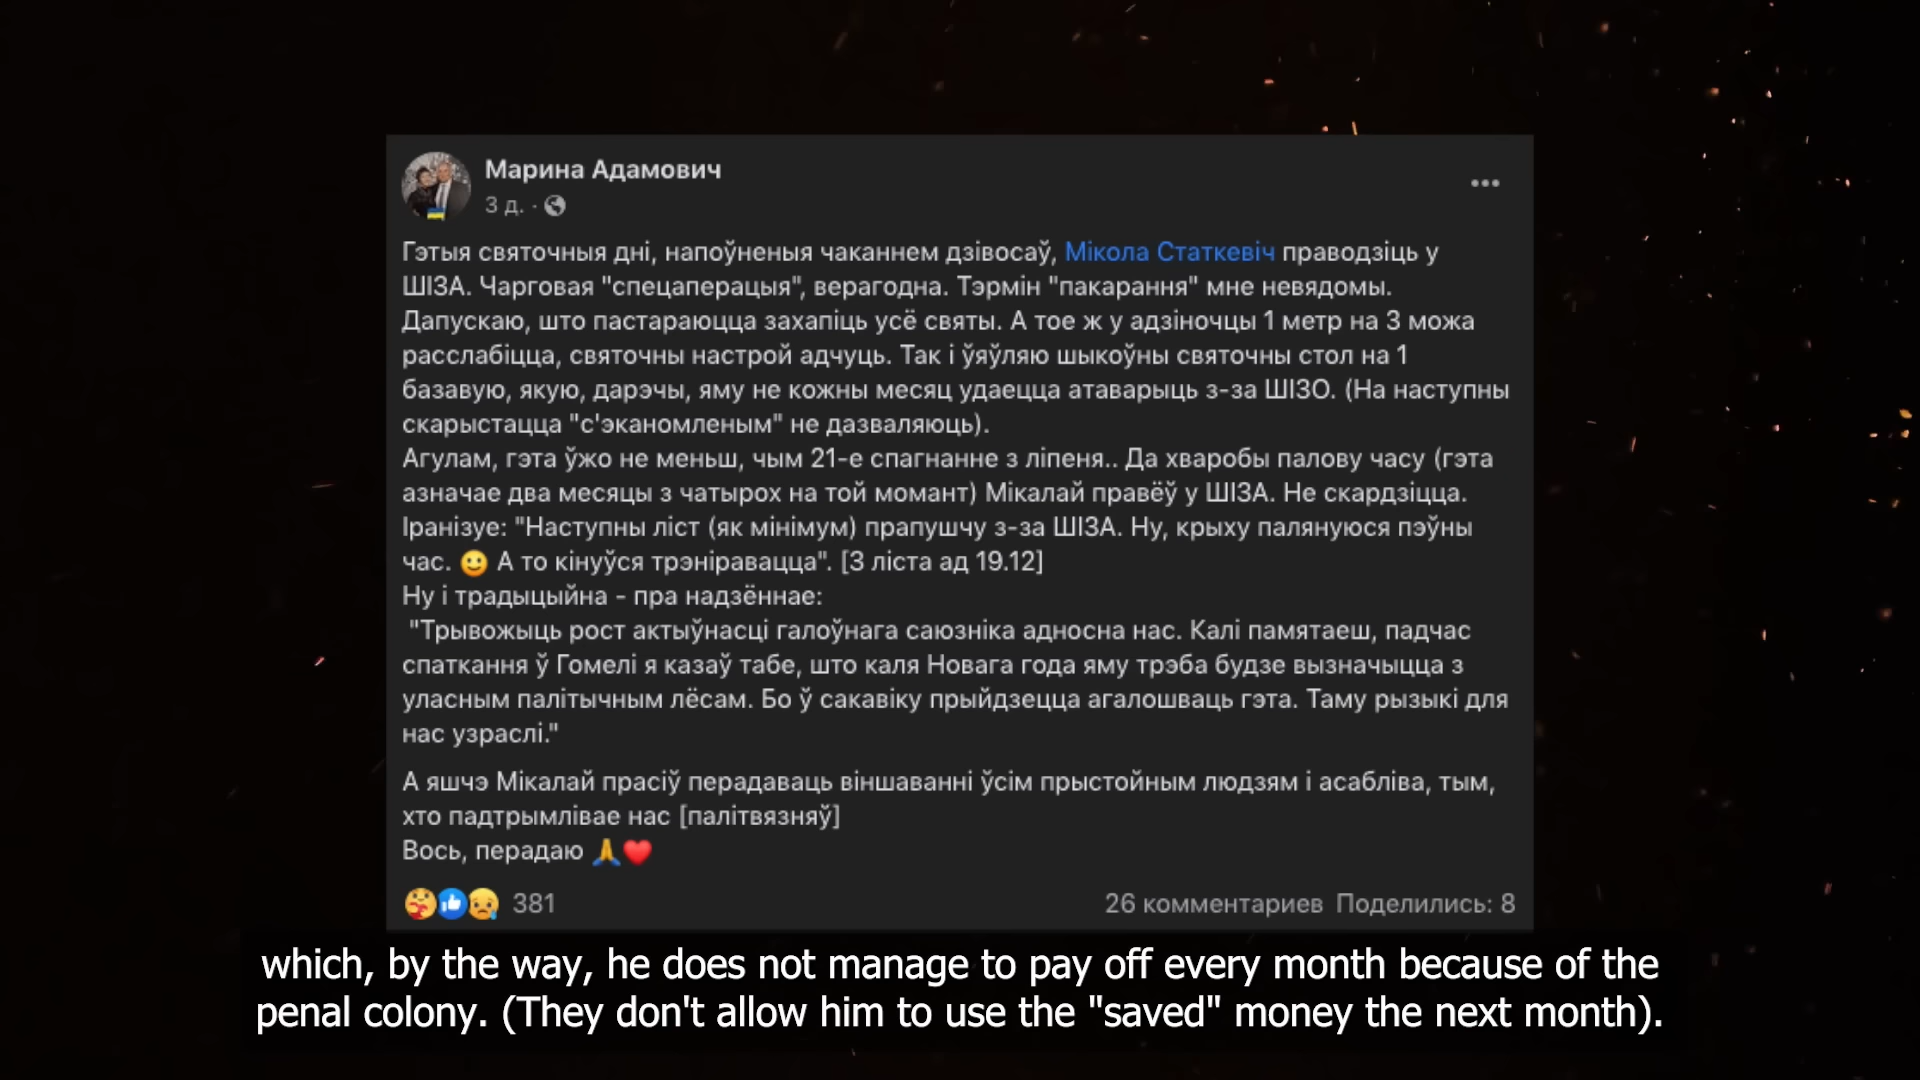 Марина Адамович
3 д. ·
Гэтыя святочныя дні, напоўненыя чаканнем дзівосаў, Мікола Статкевіч праводзіць у
ШІЗА. Чарговая "спецаперацыя", верагодна. Тэрмін "пакарання" мне невядомы.
Дапускаю, што пастараюцца захапіць усё святы. А тое ж у адзіночцы 1 метр на 3 можа
расслабіцца, святочны настрой адчуць. Так і ўяўляю шыкоўны святочны стол на 1
базавую, якую, дарэчы, яму не кожны месяц удаецца атаварыць з-за ШІЗО. (На наступны
скарыстацца "с'эканомленым" не дазваляюць).
Агулам, гэта ўжо не меньш, чым 21-е спагнанне з ліпеня.. Да хваробы палову часу (гэта
азначае два месяцы з чатырох на той момант) Мікалай правёў у ШІЗА. Не скардзіцца.
Іранізуе: "Наступны ліст (як мінімум) прапушчу з-за ШІЗА. Ну, крыху палянуюся пэўны
час. 🙂 А то кінуўся трэніравацца". [З ліста ад 19.12]
Ну і традыцыйна - пра надзённае:
"Трывожыць рост актыўнасці галоўнага саюзніка адносна нас. Калі памятаеш, падчас
спаткання ў Гомелі я казаў табе, што каля Новага года яму трэба будзе вызначыцца з
уласным палітычным лёсам. Бо ў сакавіку прыйдзецца агалошваць гэта. Таму рызыкі для
нас узраслі."
А яшчэ Мікалай прасіў перадаваць віншаванні ўсім прыстойным людзям і асабліва, тым,
хто падтрымлівае нас [палітвязняў]
Вось, перадаю 🙏❤️
381
26 комментариев Поделились: 8
which, by the way, he does not manage to pay off every month because of the
penal colony. (They don't allow him to use the "saved" money the next month).